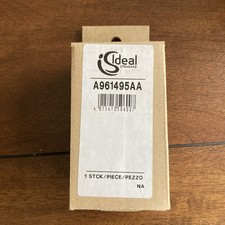 Ideal
Standard
A961495AA
1 STCK/PIECE/PEZZO
NA